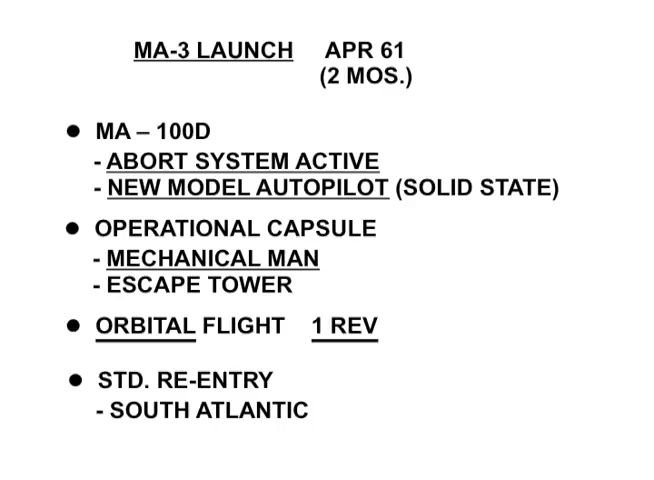 MA-3 LAUNCH APR 61
(2 MOS.)
● MA – 100D
- ABORT SYSTEM ACTIVE
- NEW MODEL AUTOPILOT (SOLID STATE)
● OPERATIONAL CAPSULE
- MECHANICAL MAN
- ESCAPE TOWER
● ORBITAL FLIGHT 1 REV
● STD. RE-ENTRY
- SOUTH ATLANTIC